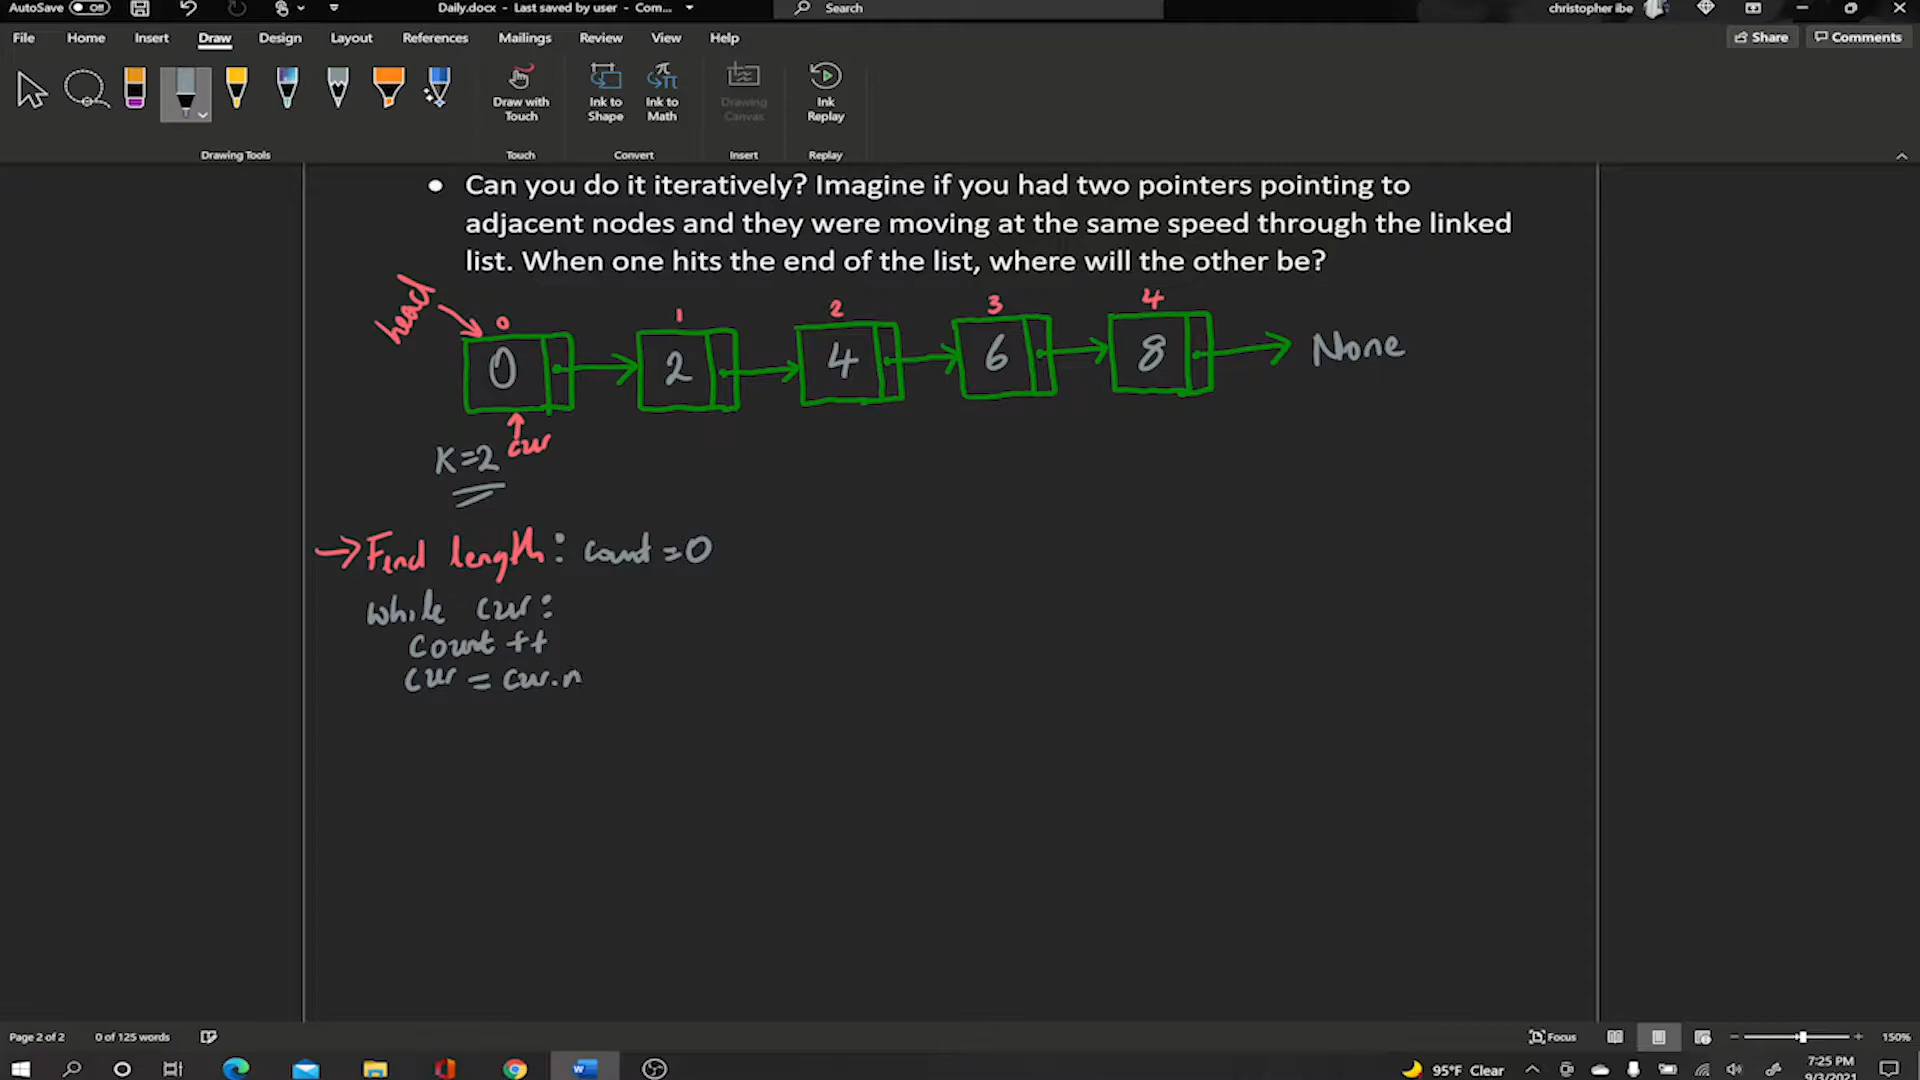 AutoSave Off Daily.docx - Last saved by user - Com... Search christopher ibe
File Home Insert Draw Design Layout References Mailings Review View Help Share Comments
Draw with Touch
Ink to Shape
Ink to Math
Drawing Canvas
Ink Replay
Drawing Tools Touch Convert Insert Replay
• Can you do it iteratively? Imagine if you had two pointers pointing to
adjacent nodes and they were moving at the same speed through the linked
list. When one hits the end of the list, where will the other be?
head 0 1 2 3 4
0 2 4 6 8 None
cur
K=2
→ Find length: count = 0
while cur:
count ++
cur = cur.n
Page 2 of 2 0 of 125 words Focus 150%
95°F Clear 7:25 PM
9/3/2021